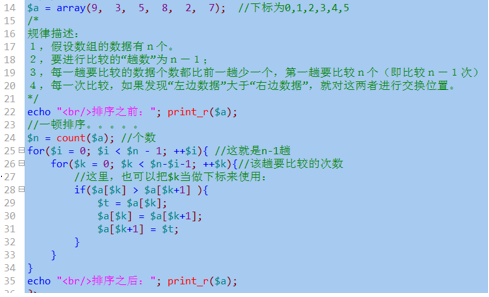 14 $a = array(9, 3, 5, 8, 2, 7); //下标为0,1,2,3,4,5
15 /*
16 规律描述：
17 1，假设数组的数据有n个。
18 2，要进行比较的“趟数”为n－1；
19 3，每一趟要比较的数据个数都比前一趟少一个，第一趟要比较n个（即比较n－1次）
20 4，每一次比较，如果发现“左边数据”大于“右边数据”，就对这两者进行交换位置。
21 */
22 echo "<br/>排序之前："; print_r($a);
23 //一顿排序。。。。。
24 $n = count($a); //个数
25 for($i = 0; $i < $n - 1; ++$i){ //这就是n-1趟
26 for($k = 0; $k < $n-$i-1; ++$k){//该趟要比较的次数
27 //这里，也可以把$k当做下标来使用：
28 if($a[$k] > $a[$k+1] ){
29 $t = $a[$k];
30 $a[$k] = $a[$k+1];
31 $a[$k+1] = $t;
32 }
33 }
34 }
35 echo "<br/>排序之后："; print_r($a);